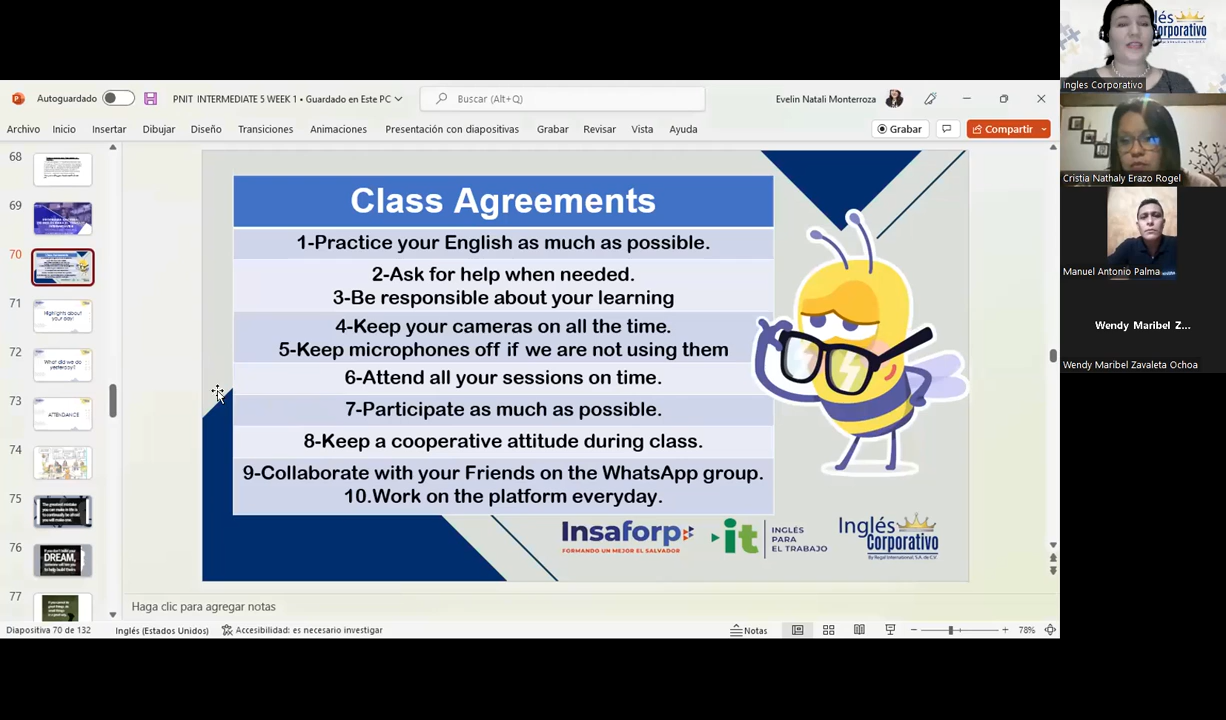 Autoguardado
PNIT INTERMEDIATE 5 WEEK 1 • Guardado en Este PC
Buscar (Alt+Q)
Evelin Natali Monterroza
Archivo Inicio Insertar Dibujar Diseño Transiciones Animaciones Presentación con diapositivas Grabar Revisar Vista Ayuda
Grabar
Compartir
68
69
70
71
Highlights about your day!
72
What did we do yesterday?
73
ATTENDANCE
74
75
76
DREAM,
77
Class Agreements
1-Practice your English as much as possible.
2-Ask for help when needed.
3-Be responsible about your learning
4-Keep your cameras on all the time.
5-Keep microphones off if we are not using them
6-Attend all your sessions on time.
7-Participate as much as possible.
8-Keep a cooperative attitude during class.
9-Collaborate with your Friends on the WhatsApp group.
10.Work on the platform everyday.
Insaforp
FORMANDO UN MEJOR EL SALVADOR
it
INGLÉS
PARA
EL TRABAJO
Inglés
Corporativo
By Regal International, S.A. de C.V.
Haga clic para agregar notas
Diapositiva 70 de 132
Inglés (Estados Unidos)
Accesibilidad: es necesario investigar
Notas
78%
lés
Corporativo
Ingles Corporativo
Cristia Nathaly Erazo Rogel
Manuel Antonio Palma
Wendy Maribel Z...
Wendy Maribel Zavaleta Ochoa